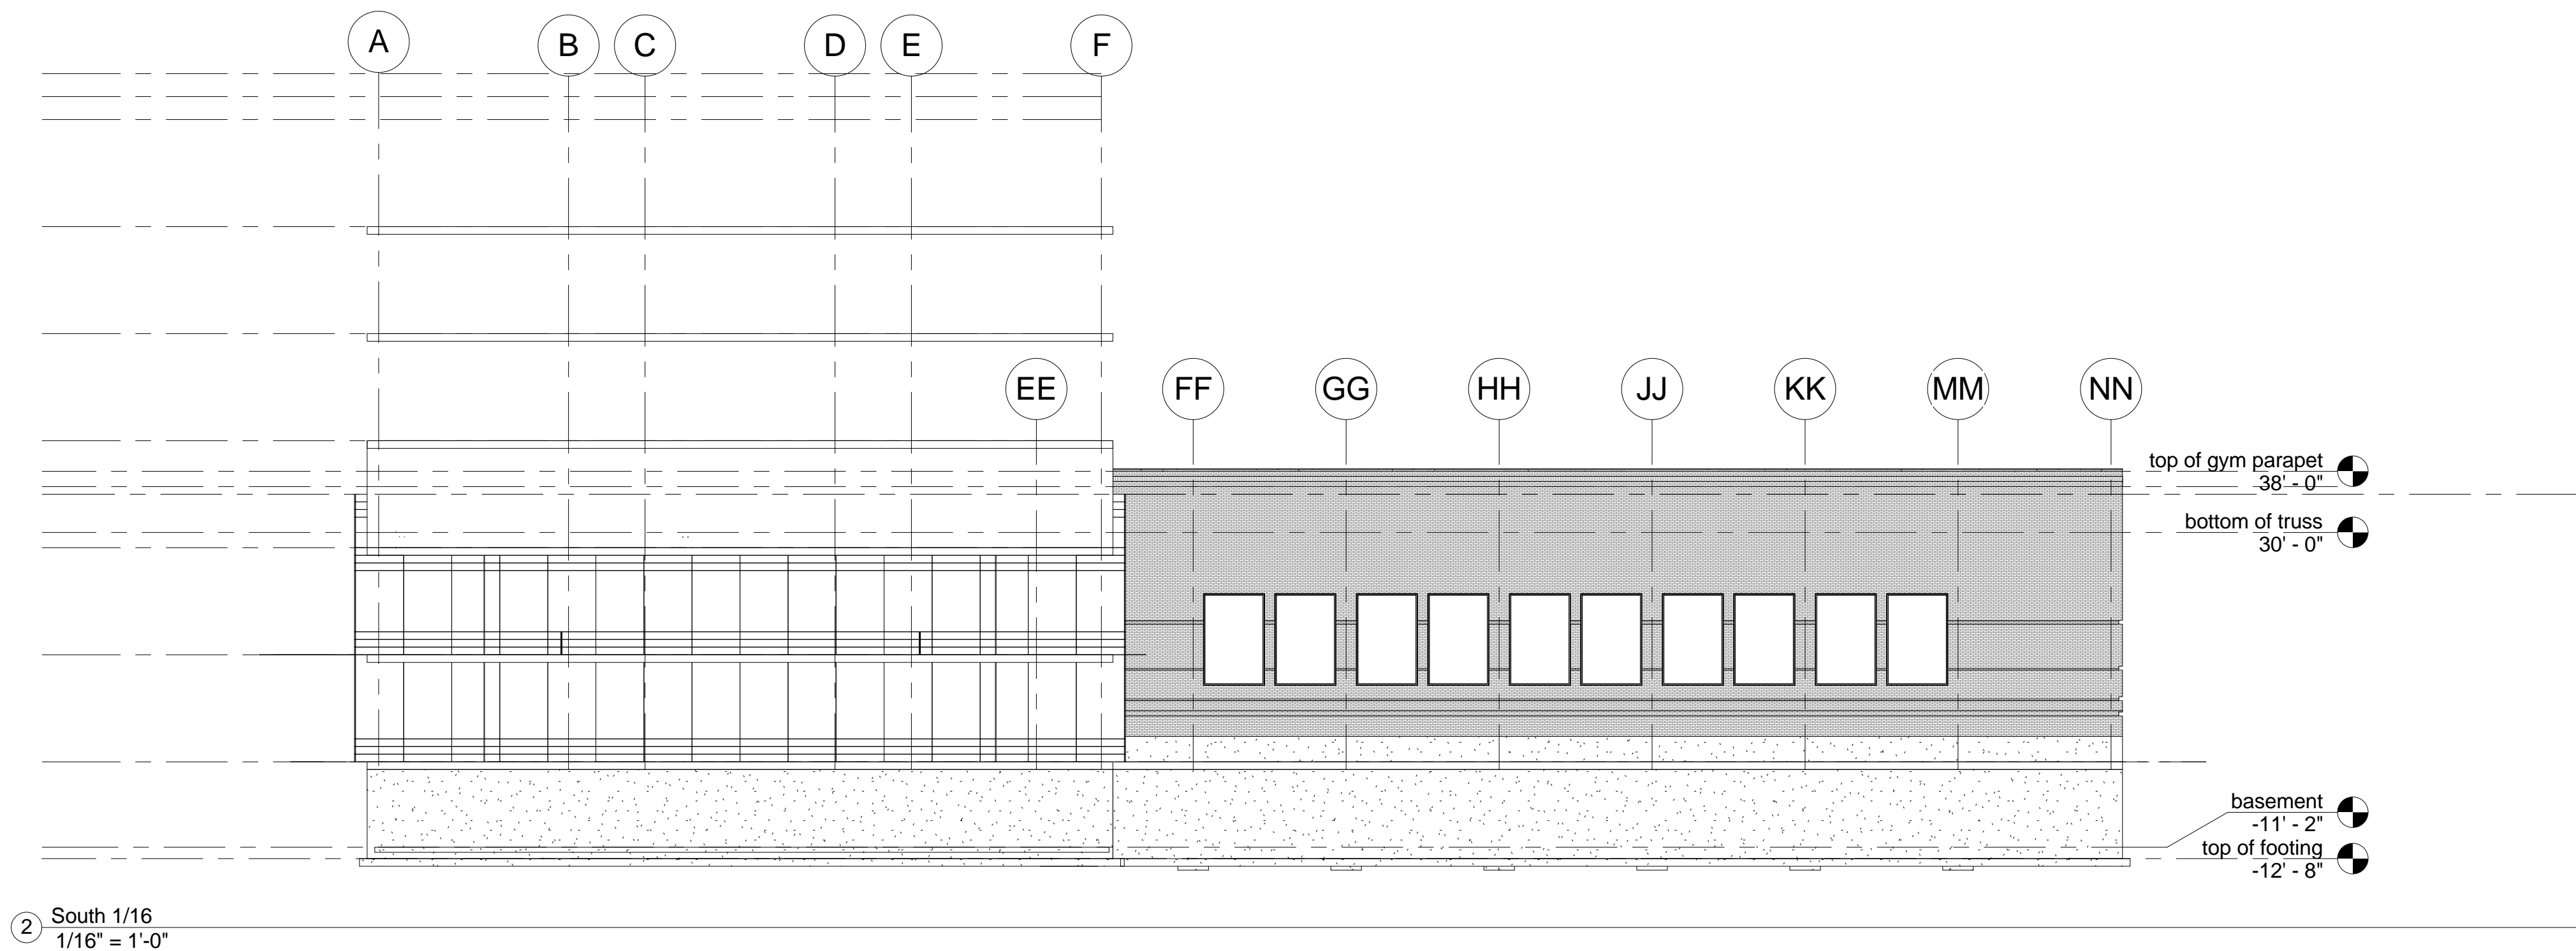 A B C D E F
EE FF GG HH JJ KK MM NN
top of gym parapet
38' - 0"
bottom of truss
30' - 0"
basement
-11' - 2"
top of footing
-12' - 8"
2 South 1/16
1/16" = 1'-0"